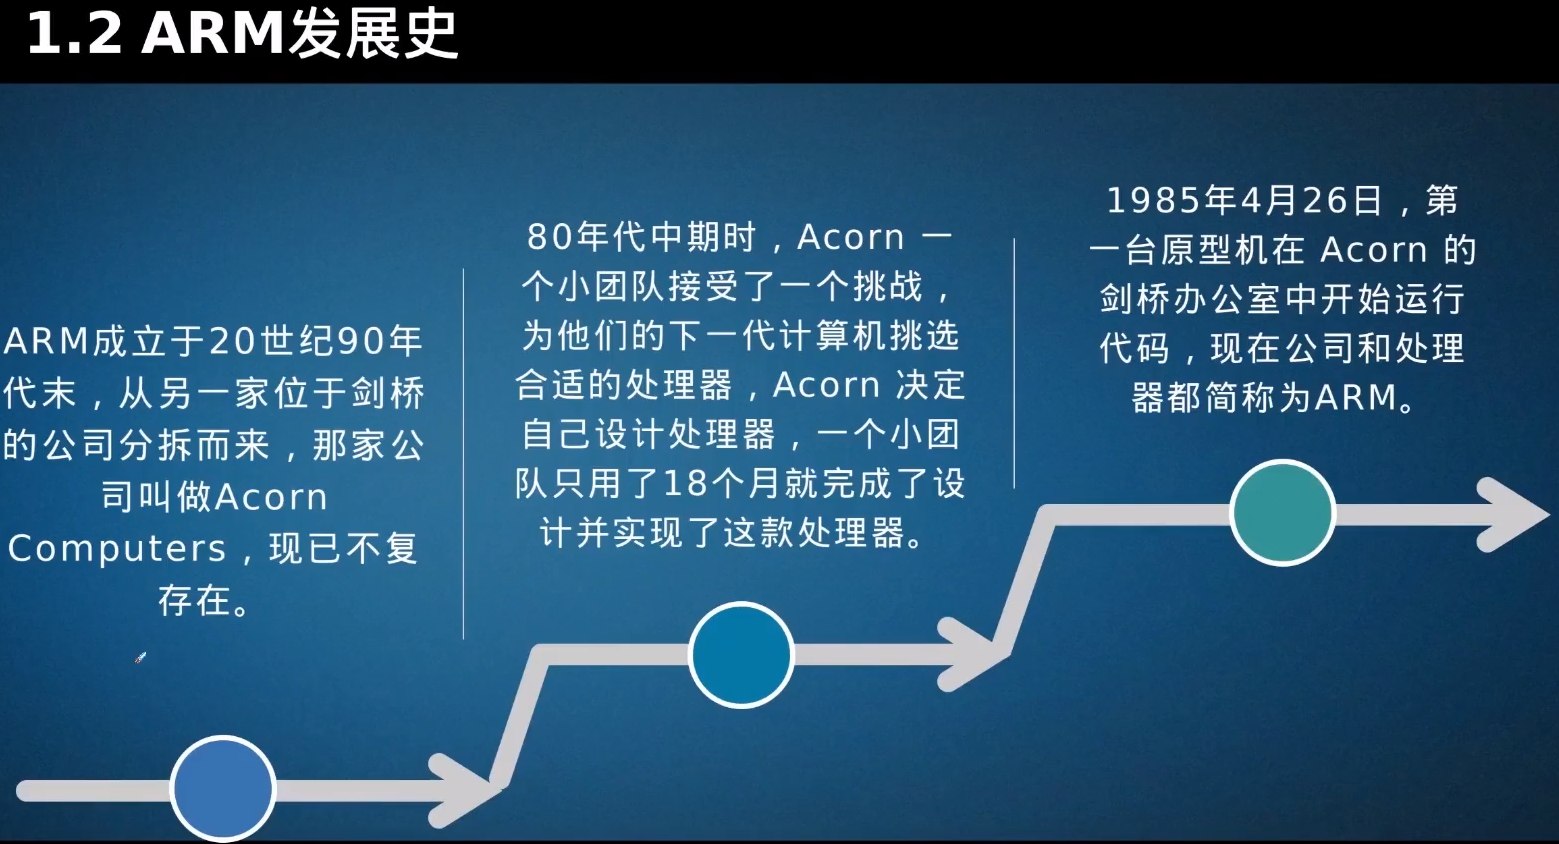 1.2 ARM发展史
ARM成立于20世纪90年
代末，从另一家位于剑桥
的公司分拆而来，那家公
司叫做Acorn
Computers，现已不复
存在。
80年代中期时，Acorn 一
个小团队接受了一个挑战，
为他们的下一代计算机挑选
合适的处理器，Acorn 决定
自己设计处理器，一个小团
队只用了18个月就完成了设
计并实现了这款处理器。
1985年4月26日，第
一台原型机在 Acorn 的
剑桥办公室中开始运行
代码，现在公司和处理
器都简称为ARM。